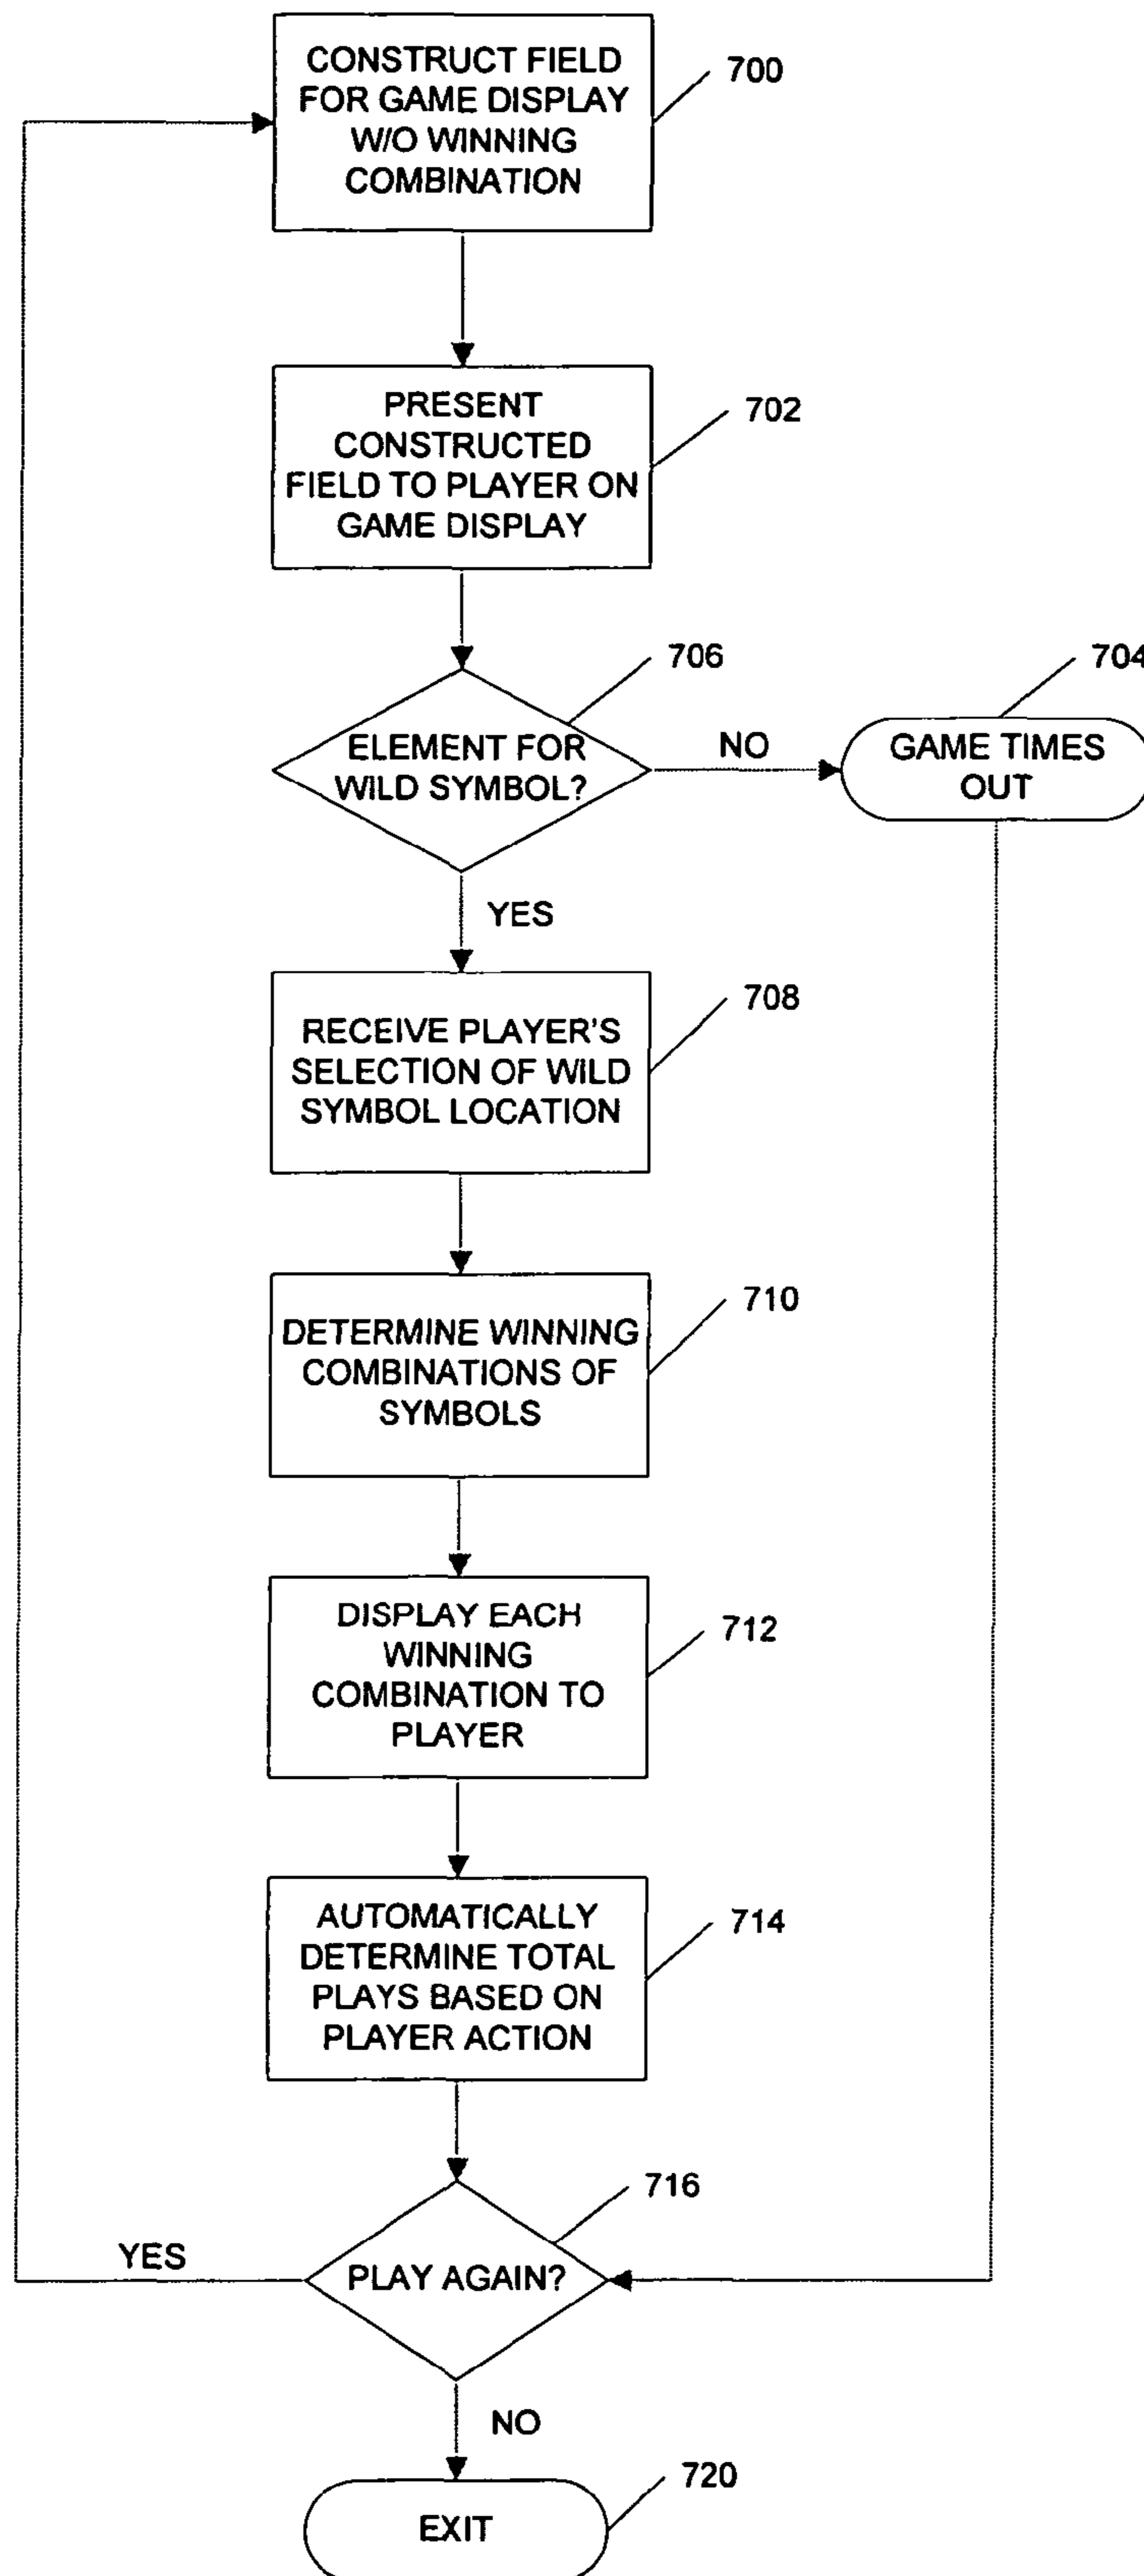 CONSTRUCT FIELD
FOR GAME DISPLAY
W/O WINNING
COMBINATION
700
PRESENT
CONSTRUCTED
FIELD TO PLAYER ON
GAME DISPLAY
702
706
704
ELEMENT FOR
WILD SYMBOL?
NO
GAME TIMES
OUT
YES
708
RECEIVE PLAYER'S
SELECTION OF WILD
SYMBOL LOCATION
710
DETERMINE WINNING
COMBINATIONS OF
SYMBOLS
DISPLAY EACH
WINNING
COMBINATION TO
PLAYER
712
AUTOMATICALLY
DETERMINE TOTAL
PLAYS BASED ON
PLAYER ACTION
714
716
YES
PLAY AGAIN?
NO
720
EXIT